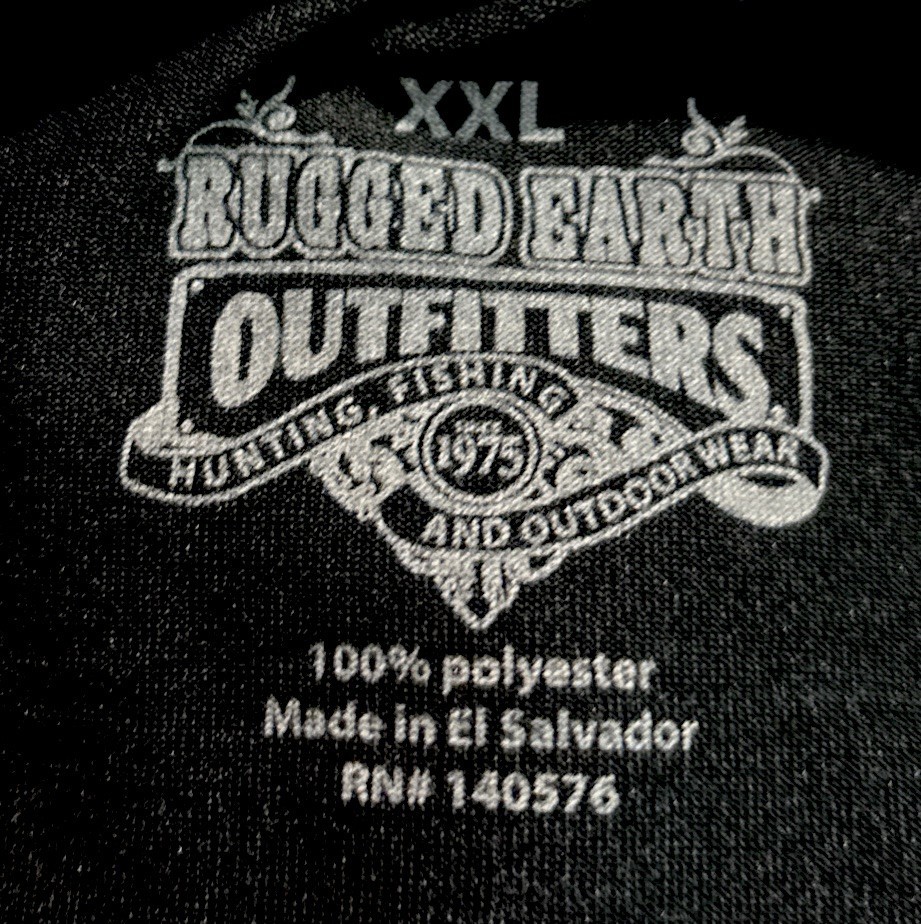 XXL
RUGGED EARTH
OUTFITTERS
HUNTING, FISHING
1975
AND OUTDOOR WEAR
100% polyester
Made in El Salvador
RN# 140576